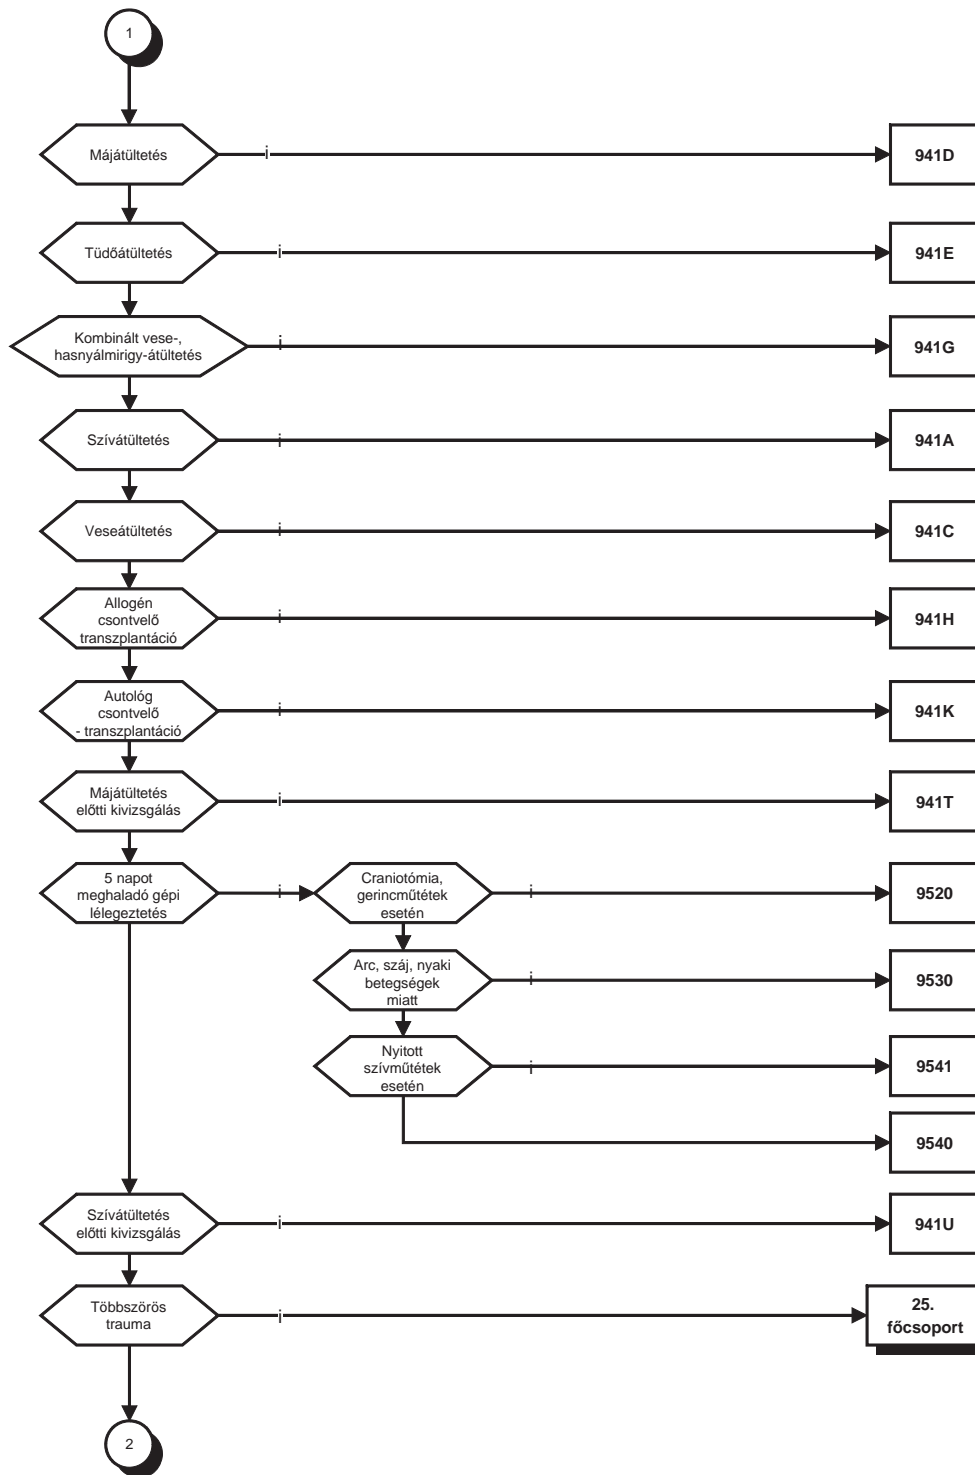 1
Májátültetés
i
941D
Tüdőátültetés
i
941E
Kombinált vese-,
hasnyálmirigy-átültetés
i
941G
Szívátültetés
i
941A
Veseátültetés
i
941C
Allogén
csontvelő
transzplantáció
i
941H
Autológ
csontvelő
- transzplantáció
i
941K
Májátültetés
előtti kivizsgálás
i
941T
5 napot
meghaladó gépi
lélegeztetés
i
Craniotómia,
gerincműtétek
esetén
i
9520
Arc, száj, nyaki
betegségek
miatt
i
9530
Nyitott
szívműtétek
esetén
i
9541
9540
Szívátültetés
előtti kivizsgálás
i
941U
Többszörös
trauma
i
25.
főcsoport
2